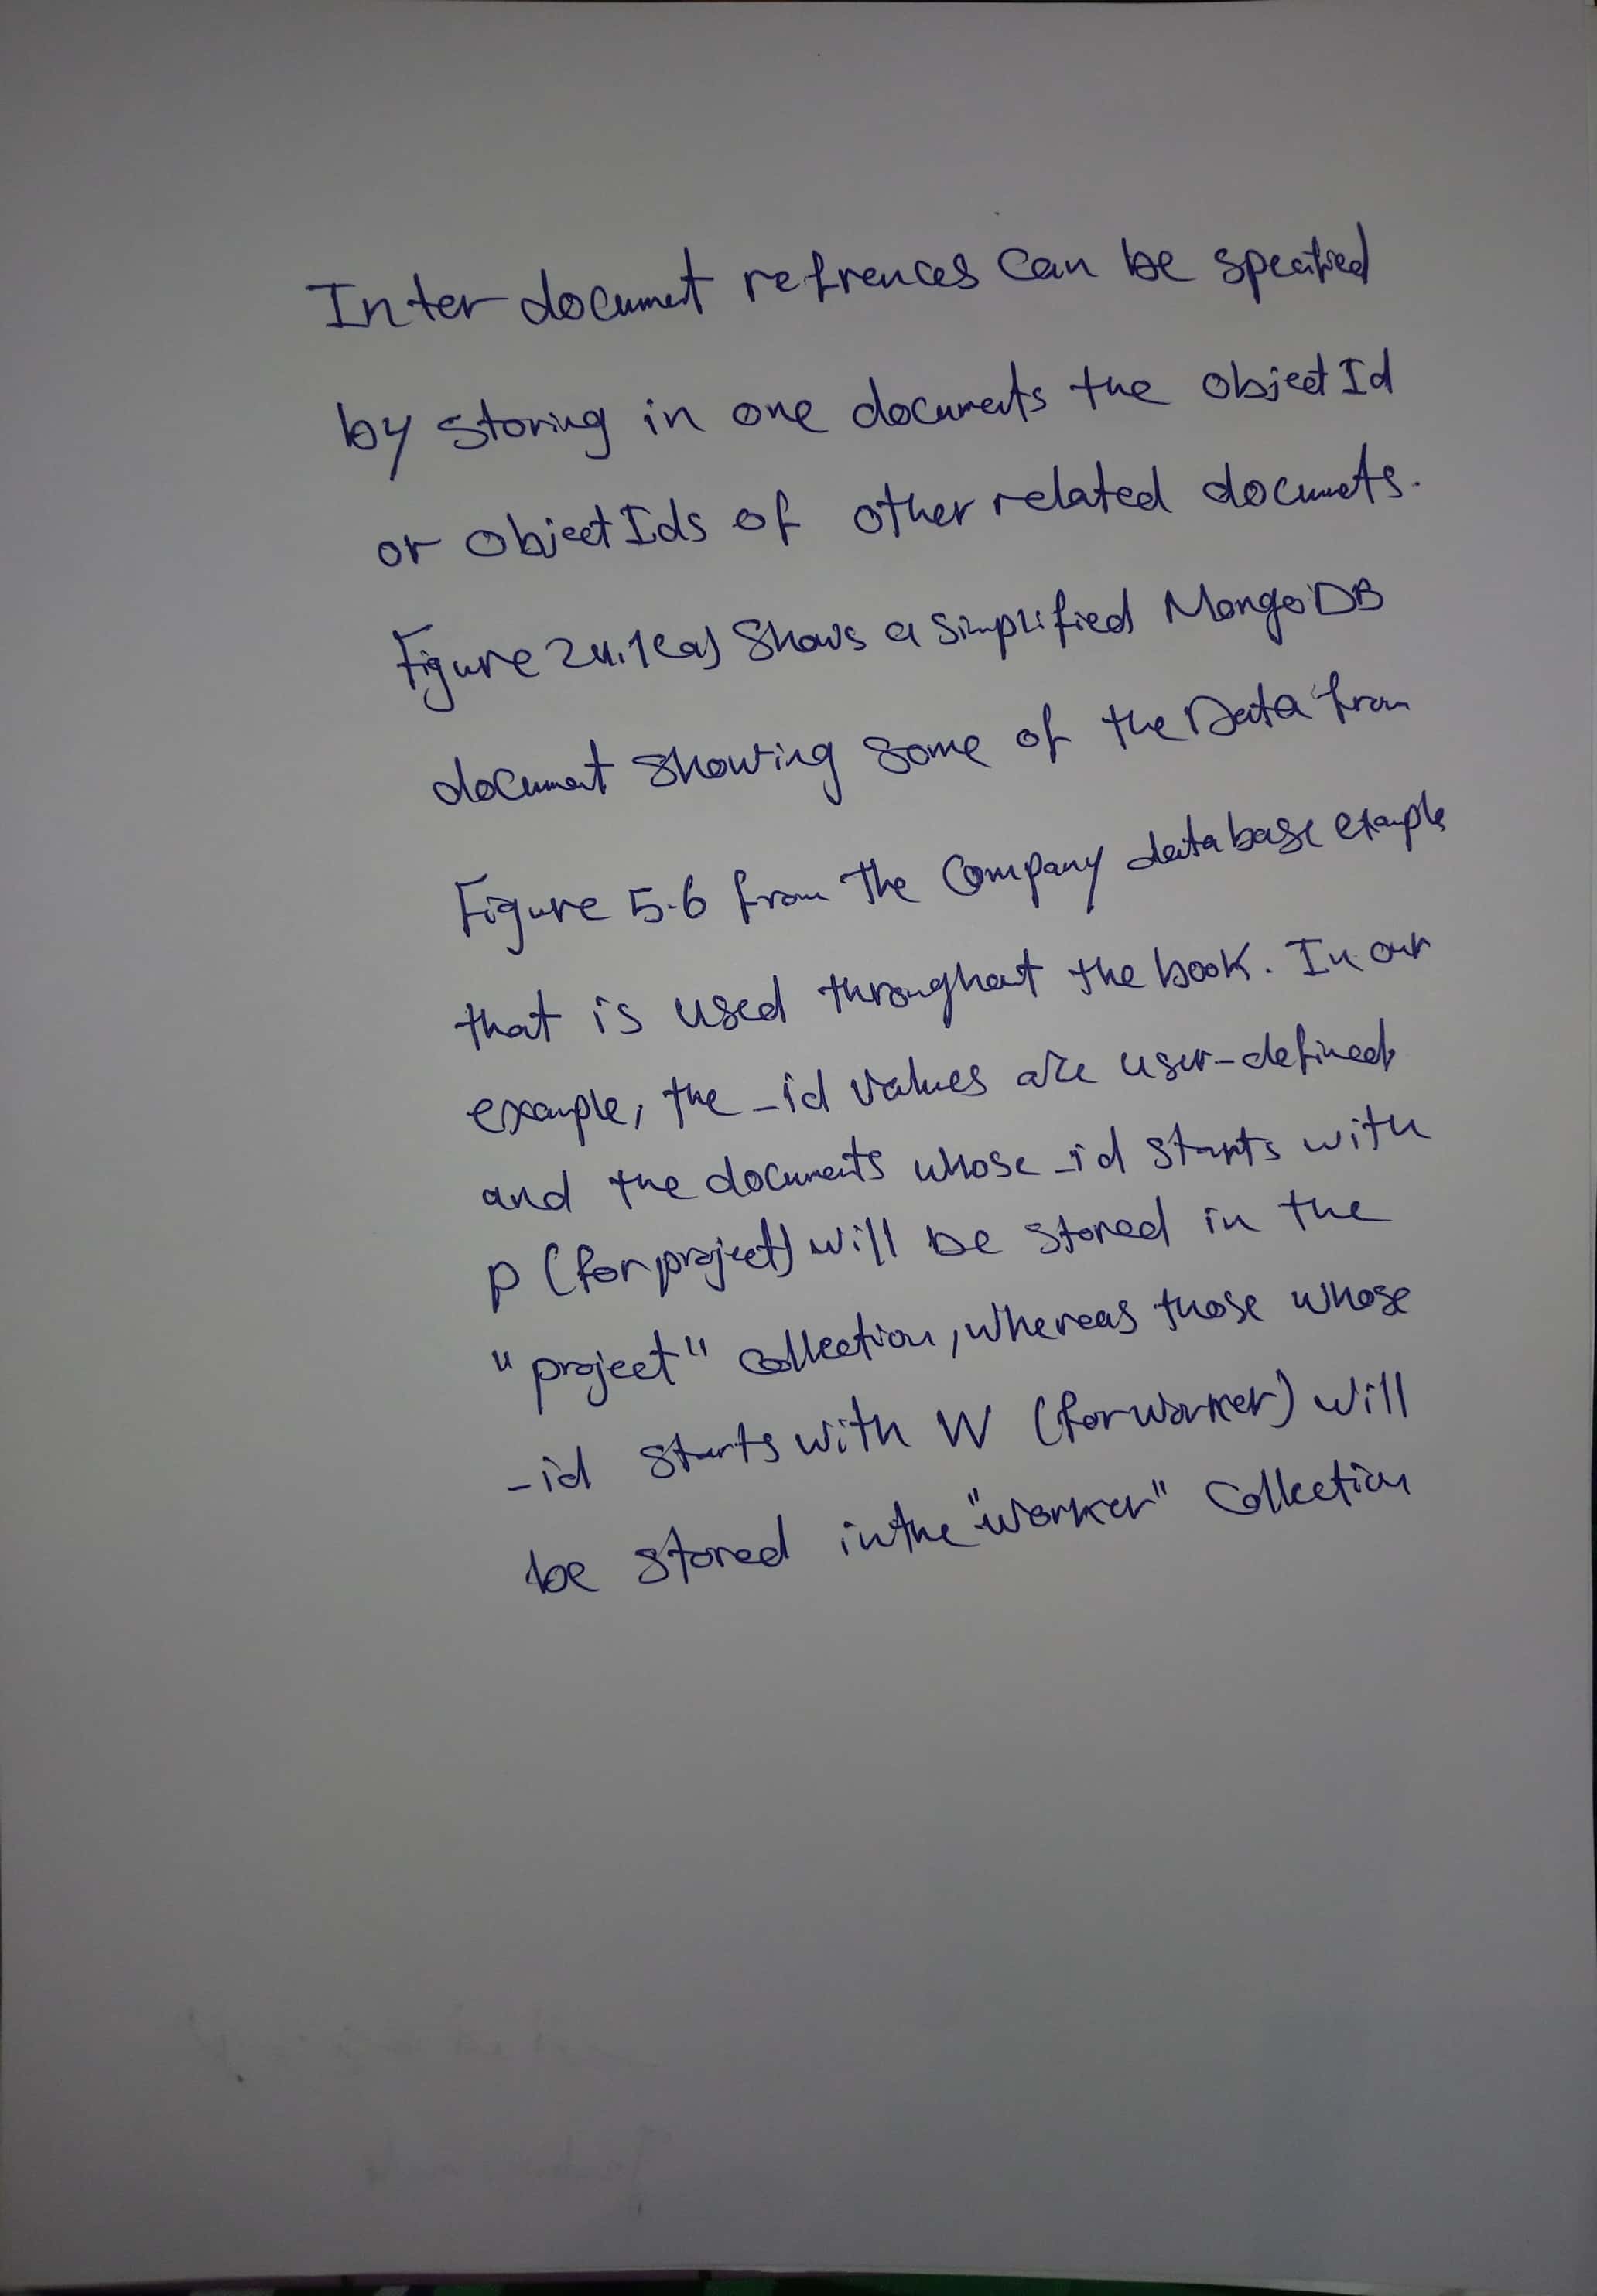 Inter document refrences can be specified
by storing in one documents the object Id
or object Ids of other related documets.
Figure 24.1(a) Shows a simplified MongoDB
document showing some of the Data from
Figure 5.6 from the Company database example
that is used throughout the book. In our
example, the _id values are user-defined
and the documents whose _id starts with
P (for project) will be stored in the
"project" collection, whereas those whose
_id starts with W (for worker) will
be stored in the "worker" Collection